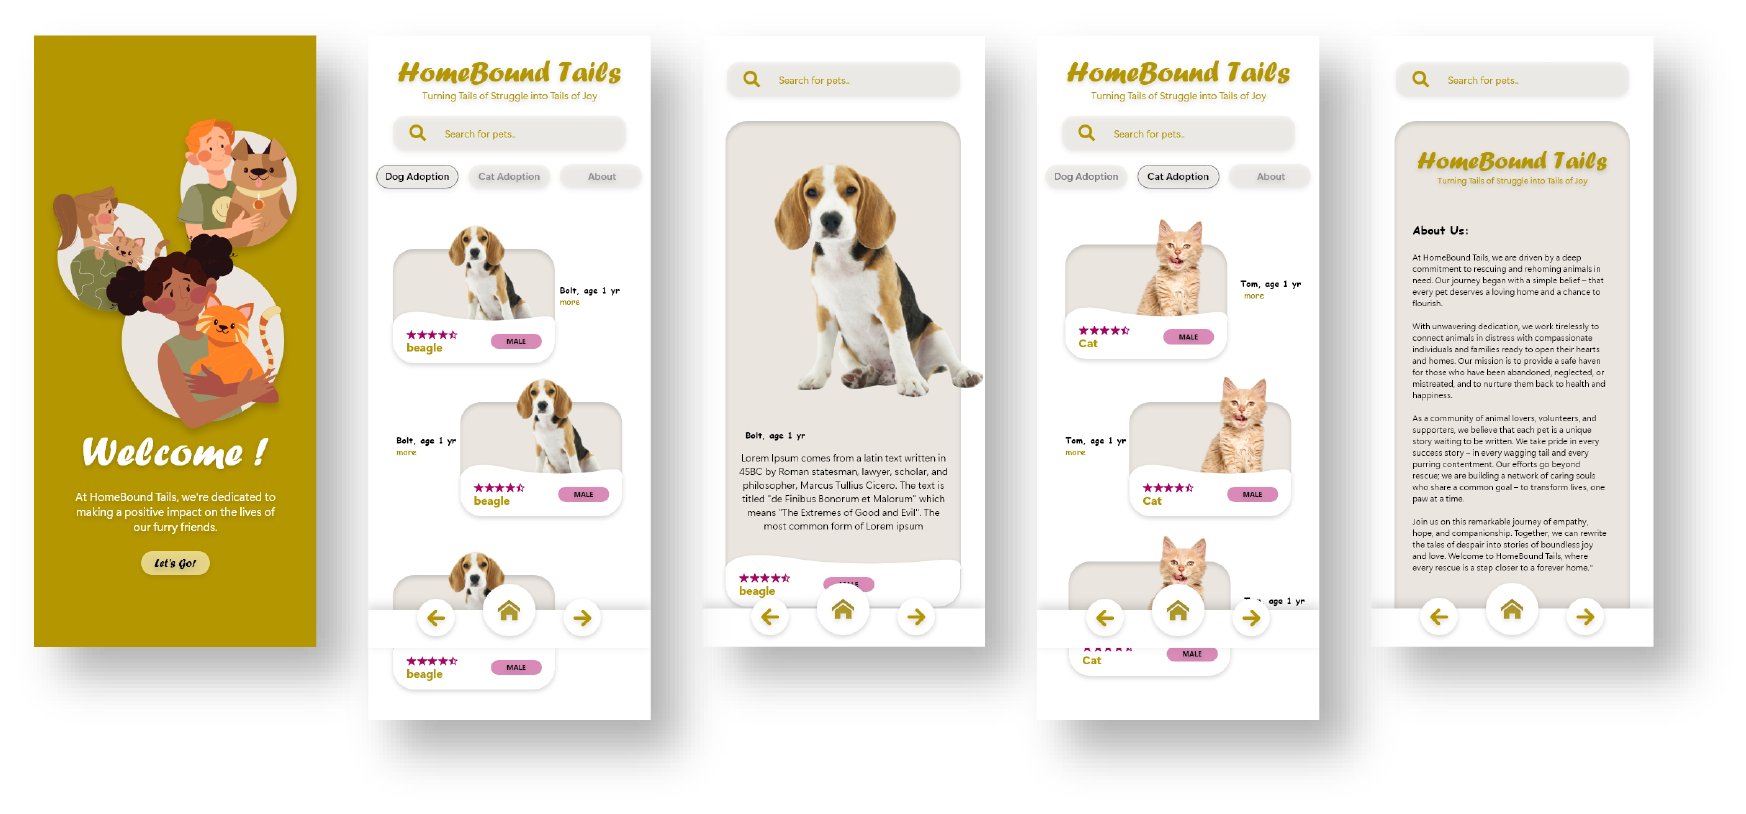 Welcome !
At HomeBound Tails, we're dedicated to
making a positive impact on the lives of
our furry friends.
Let's Go!
HomeBound Tails
Turning Tails of Struggle into Tails of Joy
Search for pets..
Dog Adoption
Cat Adoption
About
Bolt, age 1 yr
more
MALE
beagle
Bolt, age 1 yr
more
MALE
beagle
MALE
beagle
Search for pets..
Bolt, age 1 yr
Lorem Ipsum comes from a latin text written in
45BC by Roman statesman, lawyer, scholar, and
philosopher, Marcus Tullius Cicero. The text is
titled "de Finibus Bonorum et Malorum" which
means "The Extremes of Good and Evil". The
most common form of Lorem ipsum
beagle
HomeBound Tails
Turning Tails of Struggle into Tails of Joy
Search for pets..
Dog Adoption
Cat Adoption
About
Tom, age 1 yr
more
MALE
Cat
Tom, age 1 yr
more
MALE
Cat
age 1 yr
MALE
Cat
Search for pets..
HomeBound Tails
Turning Tails of Struggle into Tails of Joy
About Us:
At HomeBound Tails, we are driven by a deep
commitment to rescuing and rehoming animals in
need. Our journey began with a simple belief – that
every pet deserves a loving home and a chance to
flourish.
With unwavering dedication, we work tirelessly to
connect animals in distress with compassionate
individuals and families ready to open their hearts
and homes. Our mission is to provide a safe haven
for those who have been abandoned, neglected, or
mistreated, and to nurture them back to health and
happiness.
As a community of animal lovers, volunteers, and
supporters, we believe that each pet is a unique
story waiting to be written. We take pride in every
success story – in every wagging tail and every
purring contentment. Our efforts go beyond
rescue; we are building a network of caring souls
who share a common goal – to transform lives, one
paw at a time.
Join us on this remarkable journey of empathy,
hope, and companionship. Together, we can rewrite
the tales of despair into stories of boundless joy
and love. Welcome to HomeBound Tails, where
every rescue is a step closer to a forever home."